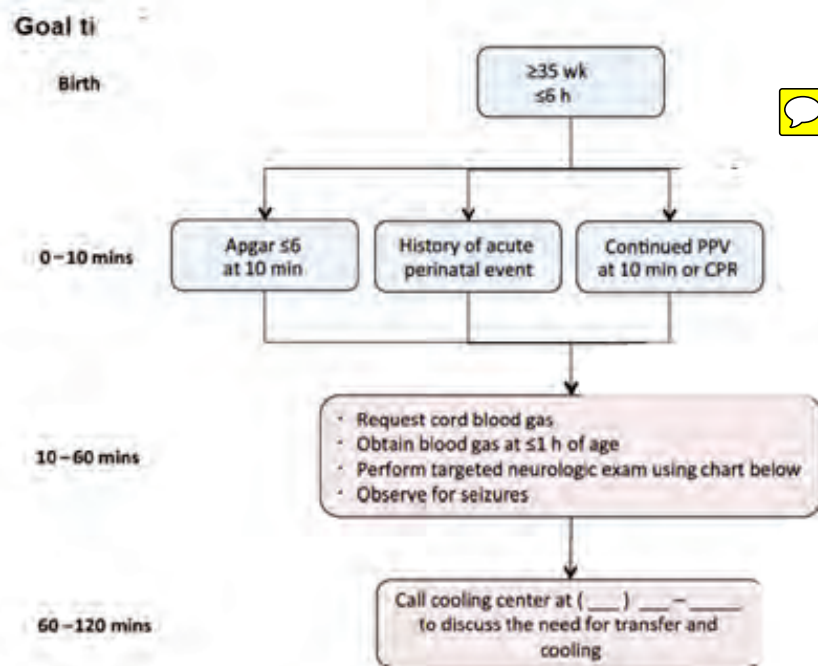 Goal ti
Birth
≥35 wk
≤6 h
0–10 mins
Apgar ≤6
at 10 min
History of acute
perinatal event
Continued PPV
at 10 min or CPR
10–60 mins
· Request cord blood gas
· Obtain blood gas at ≤1 h of age
· Perform targeted neurologic exam using chart below
· Observe for seizures
60–120 mins
Call cooling center at ( ___ ) ___ – _____
to discuss the need for transfer and
cooling